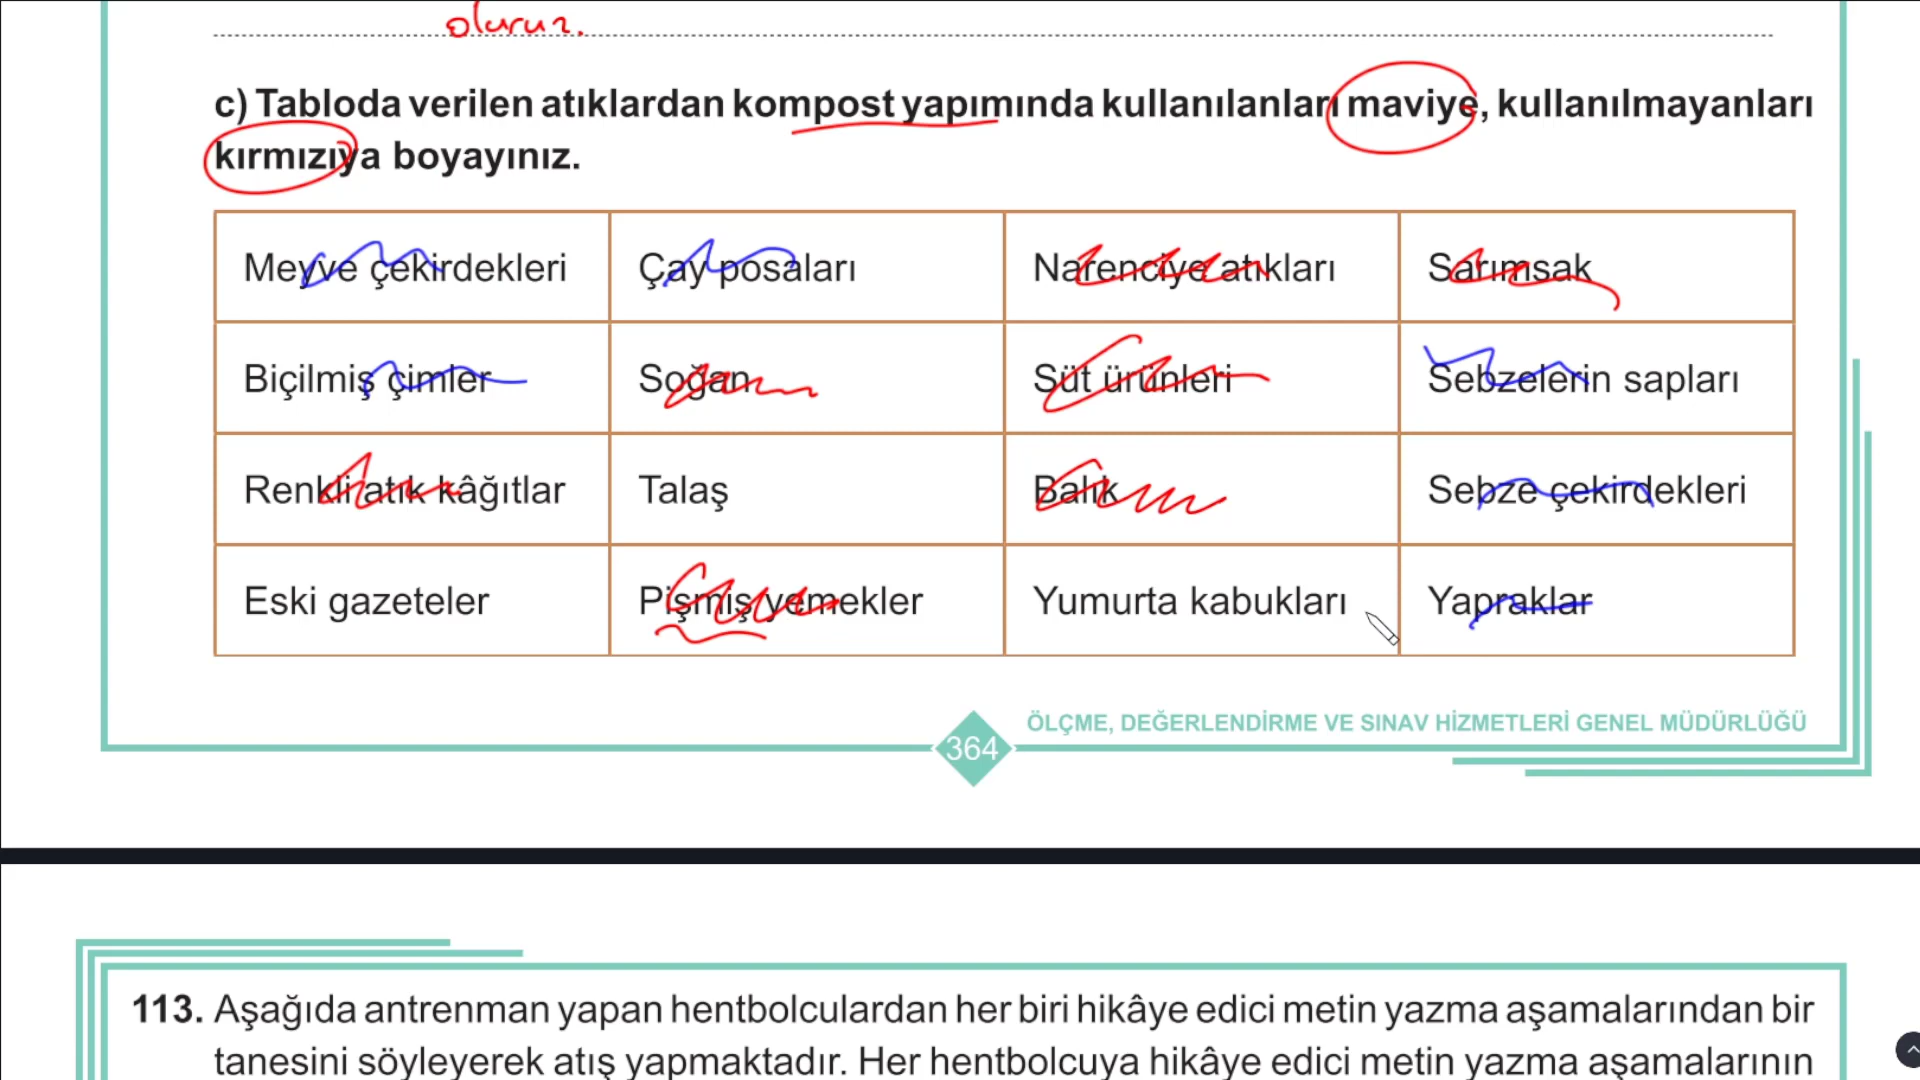 oluruz.
c) Tabloda verilen atıklardan kompost yapımında kullanılanları maviye, kullanılmayanları
kırmızıya boyayınız.
Meyve çekirdekleri Çay posaları Narenciye atıkları Sarımsak
Biçilmiş çimler Soğan Süt ürünleri Sebzelerin sapları
Renkli atık kâğıtlar Talaş Balık Sebze çekirdekleri
Eski gazeteler Pişmiş yemekler Yumurta kabukları Yapraklar
ÖLÇME, DEĞERLENDİRME VE SINAV HİZMETLERİ GENEL MÜDÜRLÜĞÜ
364
113. Aşağıda antrenman yapan hentbolculardan her biri hikâye edici metin yazma aşamalarından bir
tanesini söyleyerek atış yapmaktadır. Her hentbolcuya hikâye edici metin yazma aşamalarının